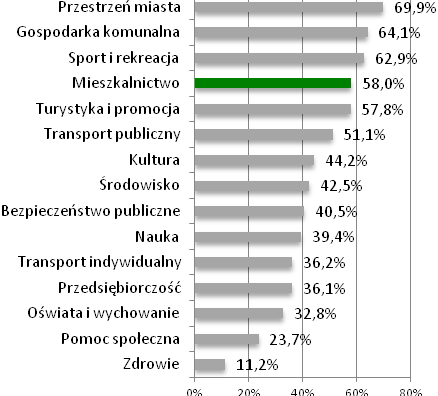 Przestrzeń miasta 69,9%
Gospodarka komunalna 64,1%
Sport i rekreacja 62,9%
Mieszkalnictwo 58,0%
Turystyka i promocja 57,8%
Transport publiczny 51,1%
Kultura 44,2%
Środowisko 42,5%
Bezpieczeństwo publiczne 40,5%
Nauka 39,4%
Transport indywidualny 36,2%
Przedsiębiorczość 36,1%
Oświata i wychowanie 32,8%
Pomoc społeczna 23,7%
Zdrowie 11,2%
0% 20% 40% 60% 80%